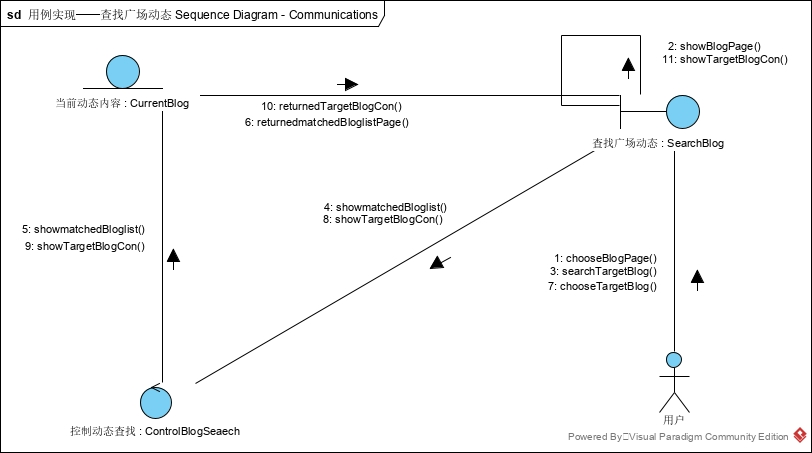 sd 用例实现——查找广场动态 Sequence Diagram - Communications
2: showBlogPage()
11: showTargetBlogCon()
当前动态内容 : CurrentBlog
10: returnedTargetBlogCon()
6: returnedmatchedBloglistPage()
查找广场动态 : SearchBlog
4: showmatchedBloglist()
8: showTargetBlogCon()
5: showmatchedBloglist()
9: showTargetBlogCon()
1: chooseBlogPage()
3: searchTargetBlog()
7: chooseTargetBlog()
控制动态查找 : ControlBlogSeaech
用户
Powered By Visual Paradigm Community Edition